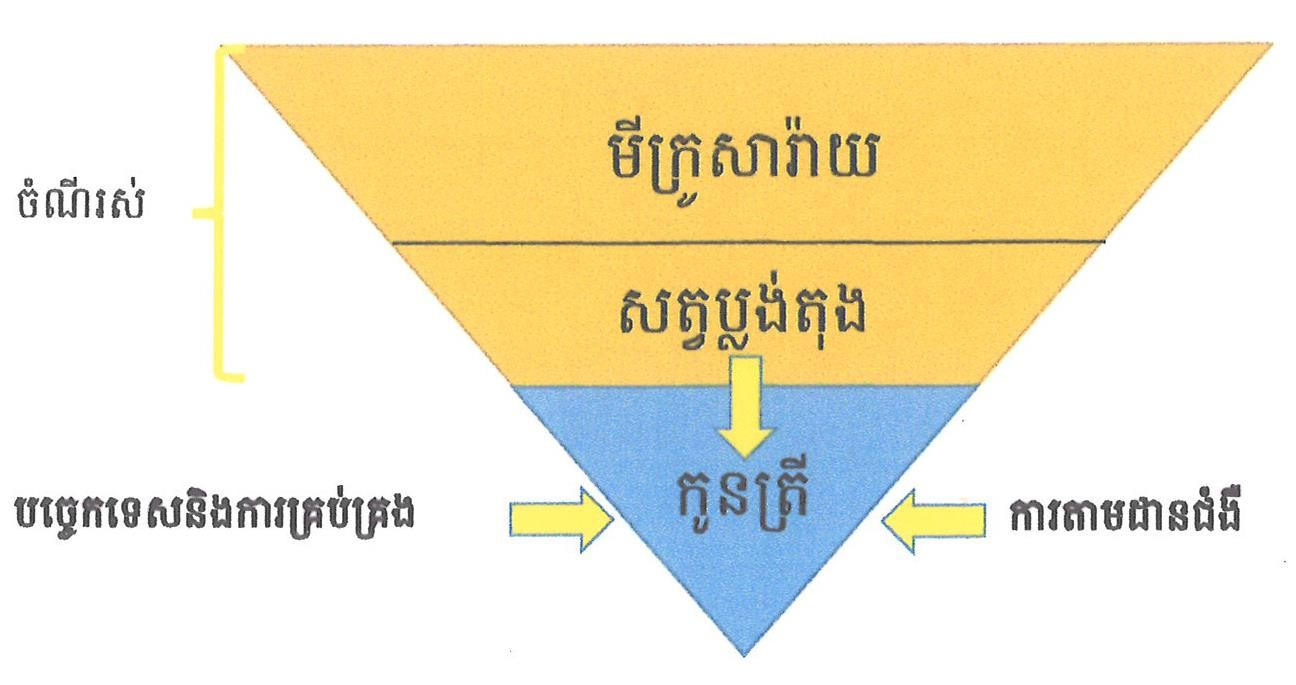 មីក្រូសារ៉ាយ
ចំណីរស់
សត្វប្លង់តុង
កូនត្រី
បច្ចេកទេសនិងការគ្រប់គ្រង
ការតាមដានជំងឺ